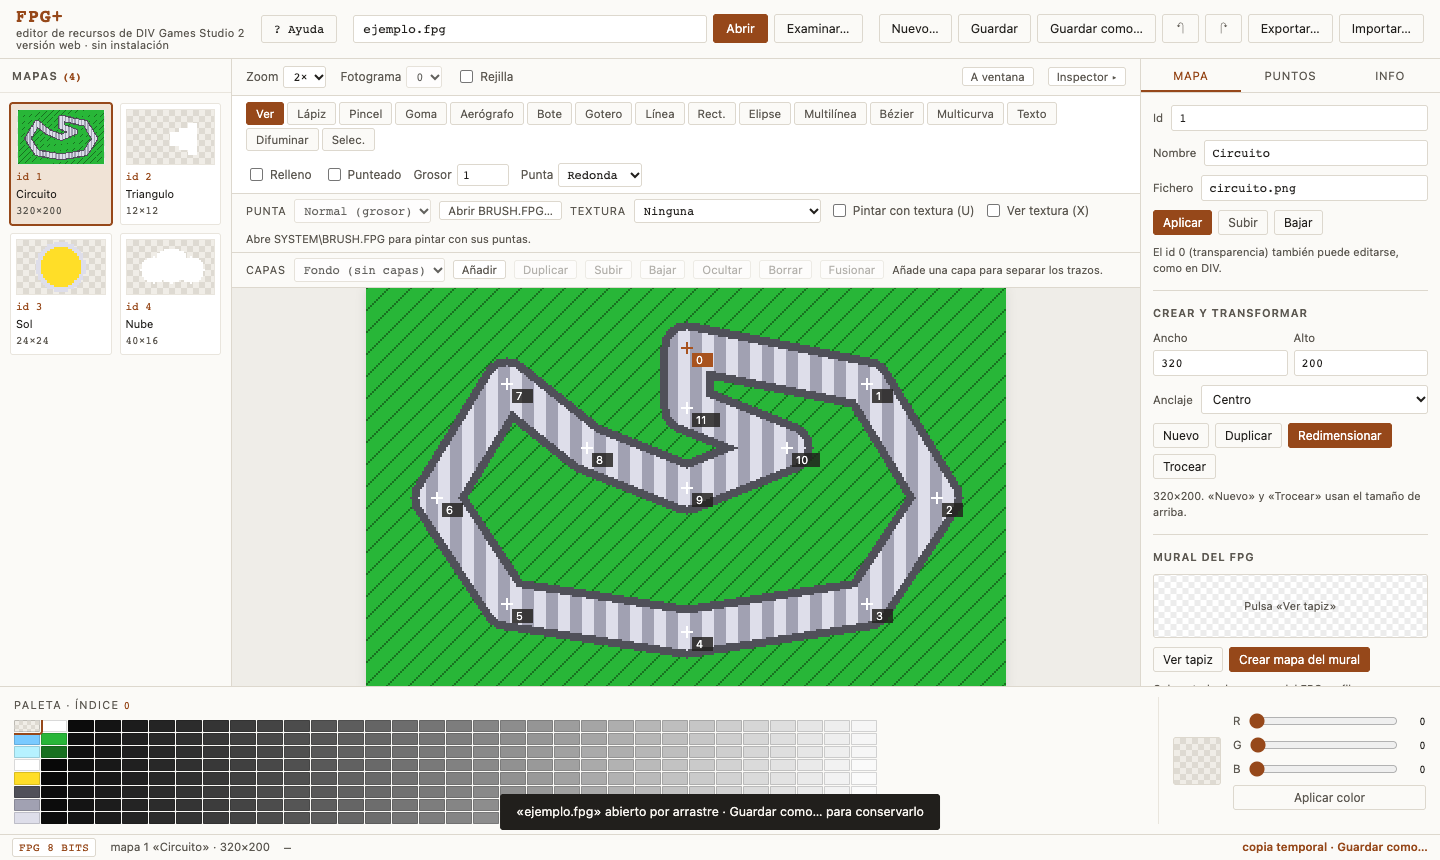 FPG+
editor de recursos de DIV Games Studio 2
versión web · sin instalación
? Ayuda
ejemplo.fpg
Abrir
Examinar...
Nuevo...
Guardar
Guardar como...
Exportar...
Importar...
MAPAS (4)
id 1
Circuito
320×200
id 2
Triangulo
12×12
id 3
Sol
24×24
id 4
Nube
40×16
Zoom 2× Fotograma 0 Rejilla
A ventana
Inspector ▸
Ver
Lápiz
Pincel
Goma
Aerógrafo
Bote
Gotero
Línea
Rect.
Elipse
Multilínea
Bézier
Multicurva
Texto
Difuminar
Selec.
Relleno Punteado Grosor 1 Punta Redonda
PUNTA Normal (grosor) Abrir BRUSH.FPG... TEXTURA Ninguna Pintar con textura (U) Ver textura (X)
Abre SYSTEM\BRUSH.FPG para pintar con sus puntas.
CAPAS Fondo (sin capas) Añadir Duplicar Subir Bajar Ocultar Borrar Fusionar Añade una capa para separar los trazos.
0
7
1
11
8
10
9
6
2
5
3
4
MAPA
PUNTOS
INFO
Id 1
Nombre Circuito
Fichero circuito.png
Aplicar
Subir
Bajar
El id 0 (transparencia) también puede editarse,
como en DIV.
CREAR Y TRANSFORMAR
Ancho Alto
320 200
Anclaje Centro
Nuevo
Duplicar
Redimensionar
Trocear
320×200. «Nuevo» y «Trocear» usan el tamaño de
arriba.
MURAL DEL FPG
Pulsa «Ver tapiz»
Ver tapiz
Crear mapa del mural
PALETA · ÍNDICE 0
R 0
G 0
B 0
Aplicar color
«ejemplo.fpg» abierto por arrastre · Guardar como... para conservarlo
FPG 8 BITS
mapa 1 «Circuito» · 320×200 —
copia temporal · Guardar como...